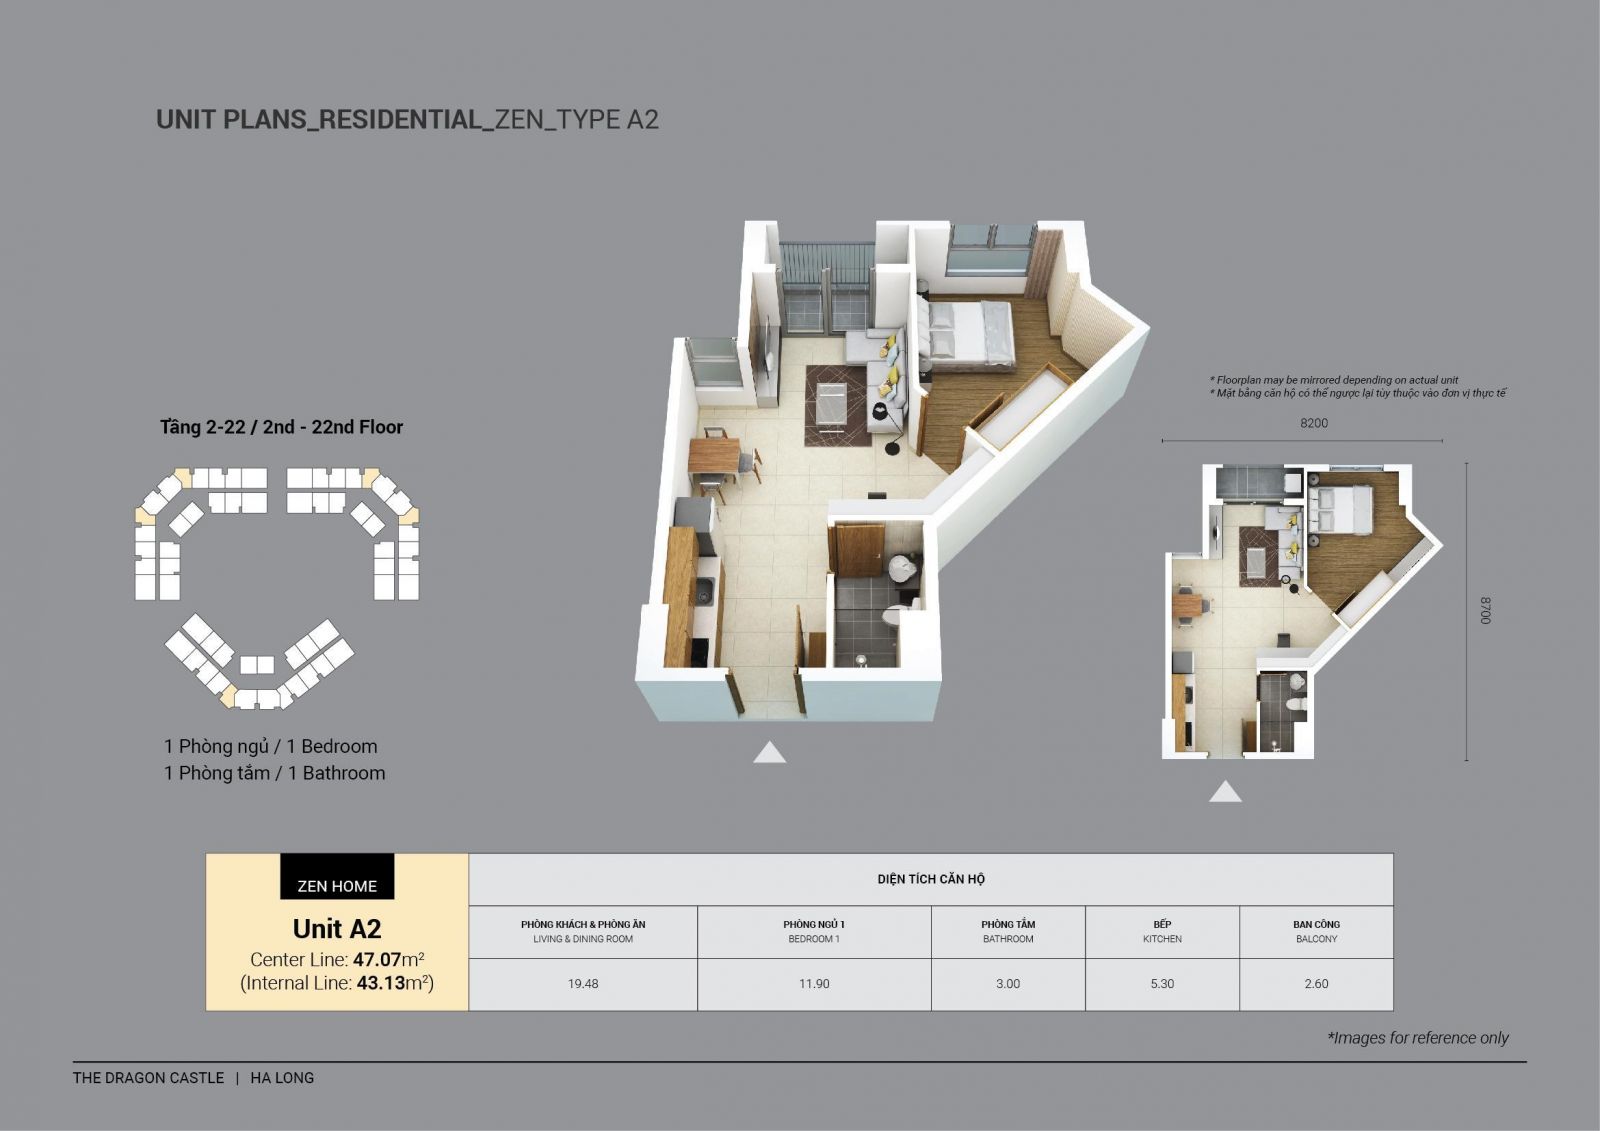 UNIT PLANS_RESIDENTIAL_ZEN_TYPE A2
* Floorplan may be mirrored depending on actual unit
* Mặt bằng căn hộ có thể ngược lại tùy thuộc vào đơn vị thực tế
8200
8700
Tầng 2-22 / 2nd - 22nd Floor
1 Phòng ngủ / 1 Bedroom
1 Phòng tắm / 1 Bathroom
ZEN HOME
Unit A2
Center Line: 47.07m²
(Internal Line: 43.13m²)
DIỆN TÍCH CĂN HỘ
PHÒNG KHÁCH & PHÒNG ĂN
LIVING & DINING ROOM
PHÒNG NGỦ 1
BEDROOM 1
PHÒNG TẮM
BATHROOM
BẾP
KITCHEN
BAN CÔNG
BALCONY
19.48
11.90
3.00
5.30
2.60
*Images for reference only
THE DRAGON CASTLE | HA LONG